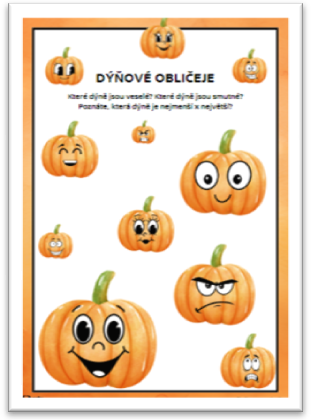 DÝŇOVÉ OBLIČEJE
Které dýně jsou veselé? Které dýně jsou smutné?
Poznáte, která dýně je nejmenší x největší?